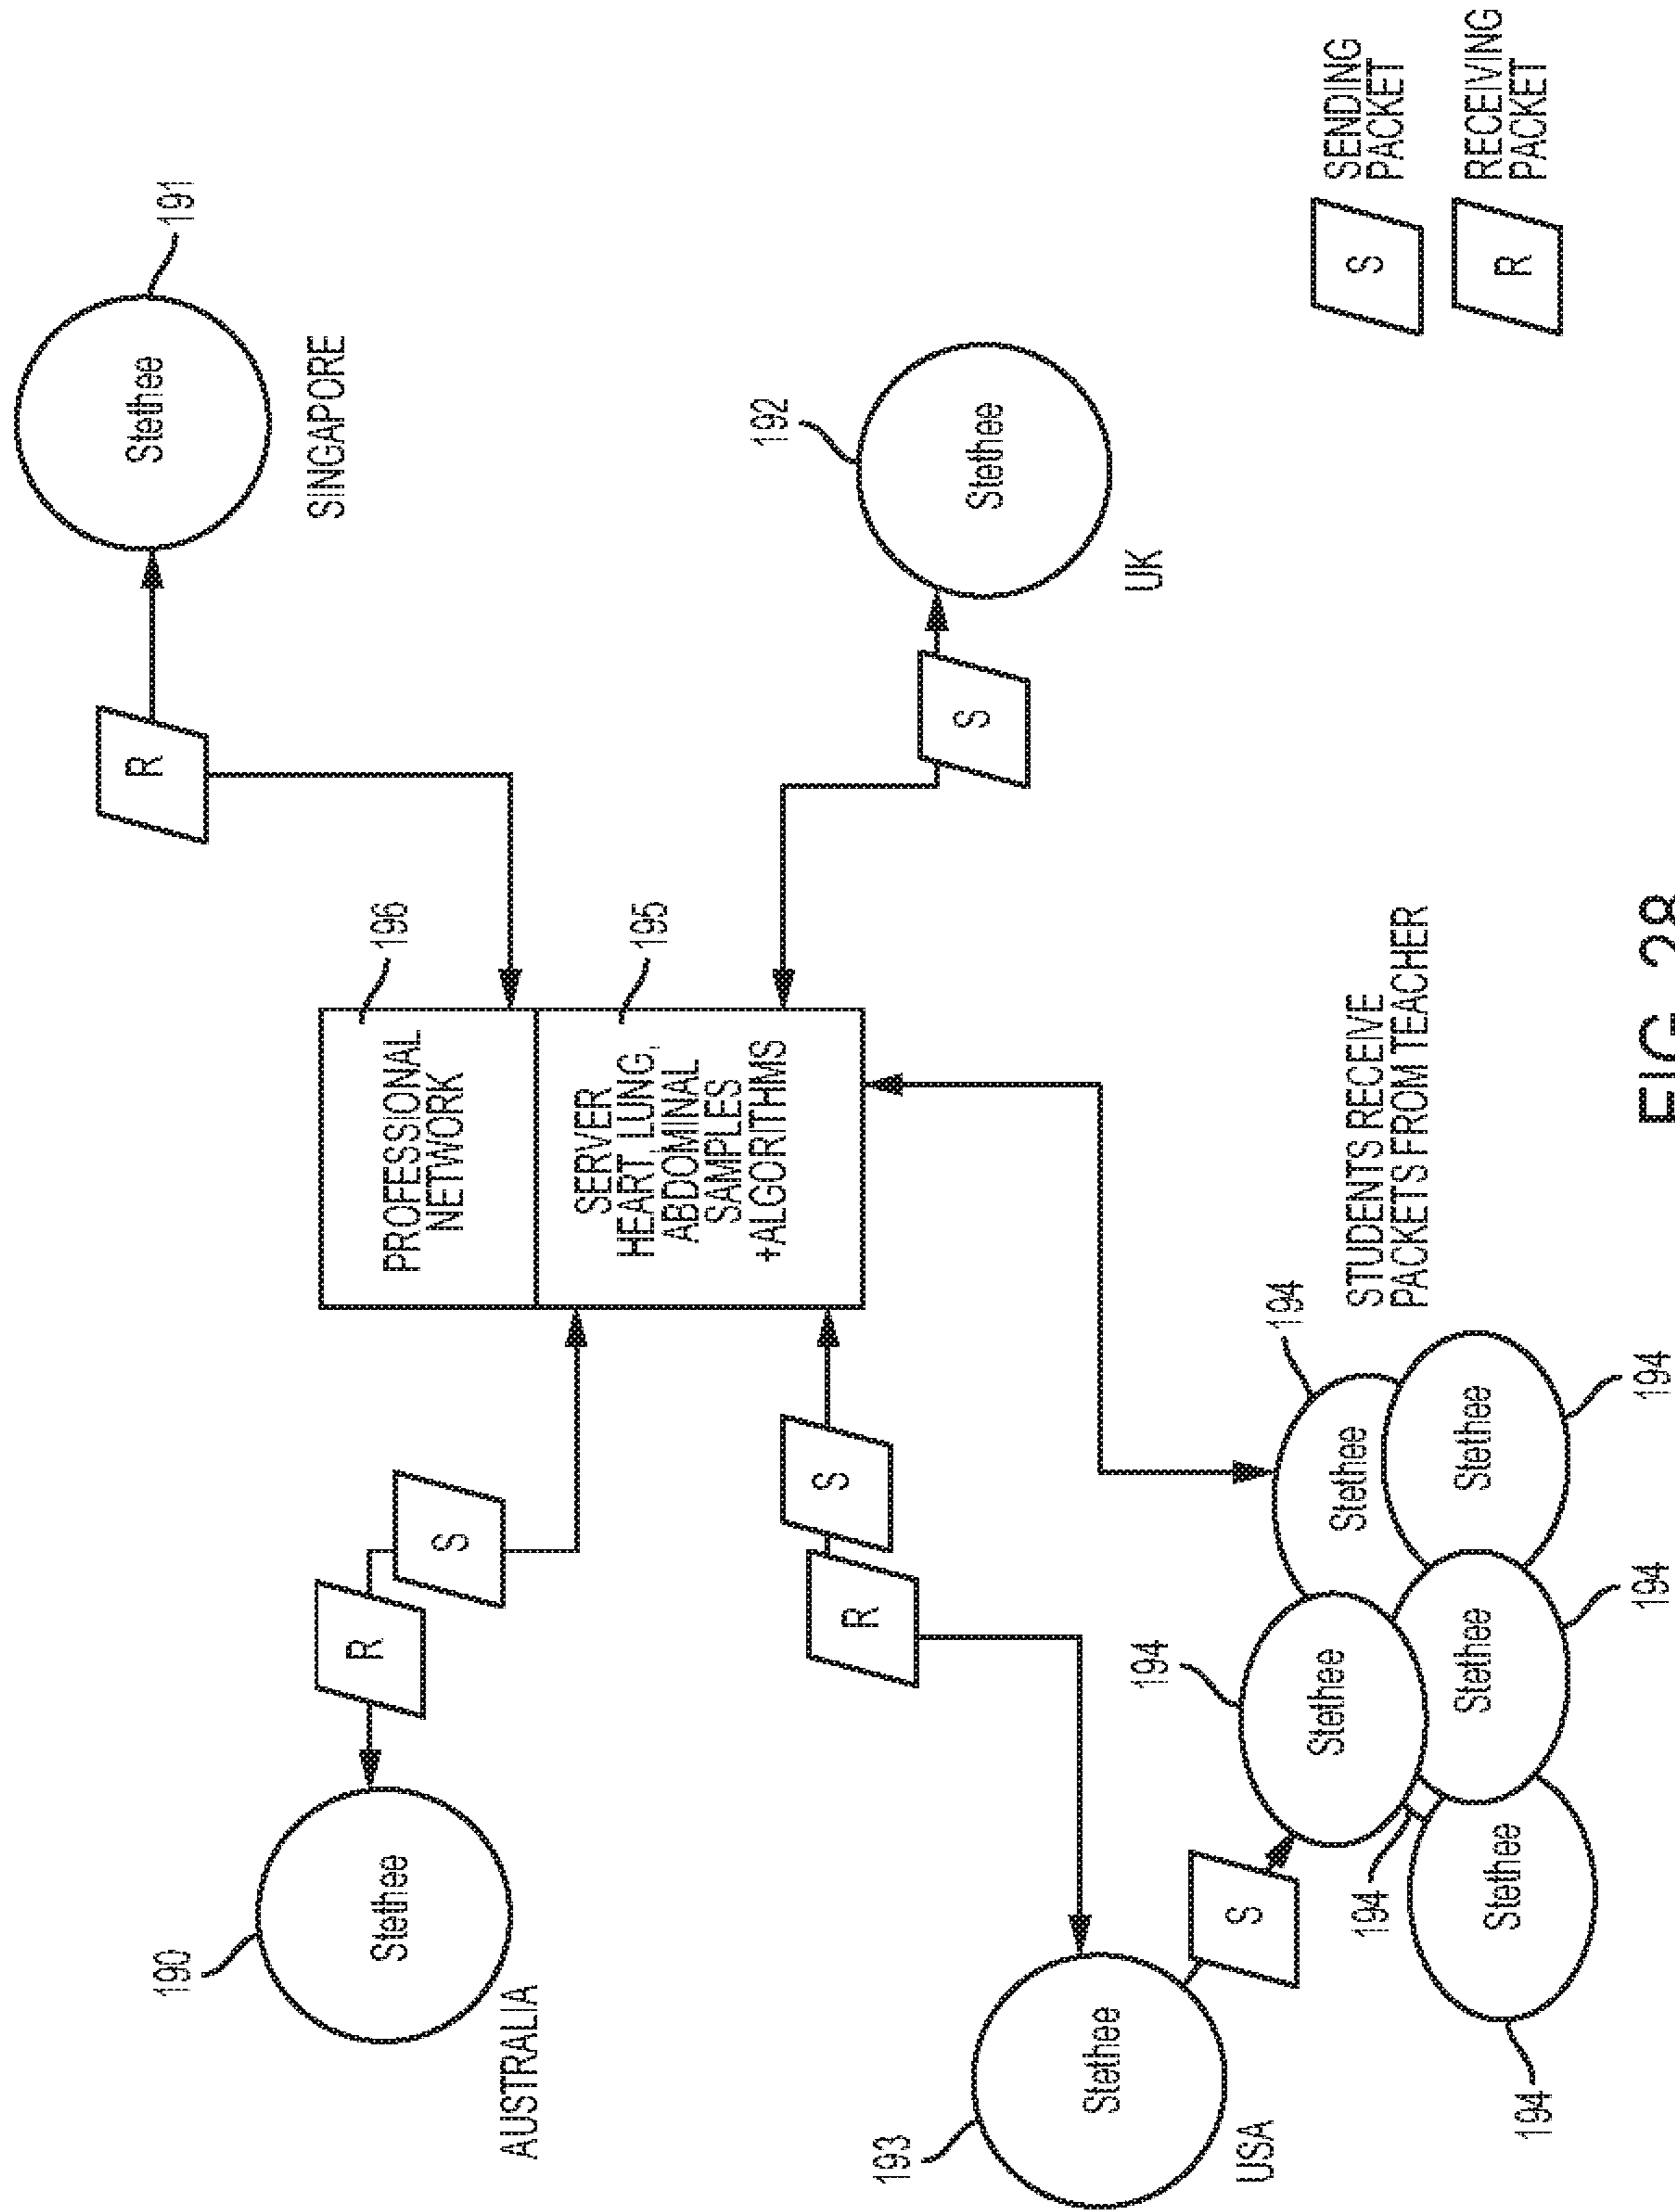 190
Stethee
AUSTRALIA
R
S
PROFESSIONAL
NETWORK
196
SERVER
HEART, LUNG,
ABDOMINAL
SAMPLES
+ALGORITHMS
195
R
Stethee
191
SINGAPORE
192
Stethee
S
UK
193
Stethee
USA
R
S
S
194
Stethee
194
Stethee
194
Stethee
194
Stethee
194
Stethee
194
STUDENTS RECEIVE
PACKETS FROM TEACHER
S
SENDING
PACKET
R
RECEIVING
PACKET
FIG. 28